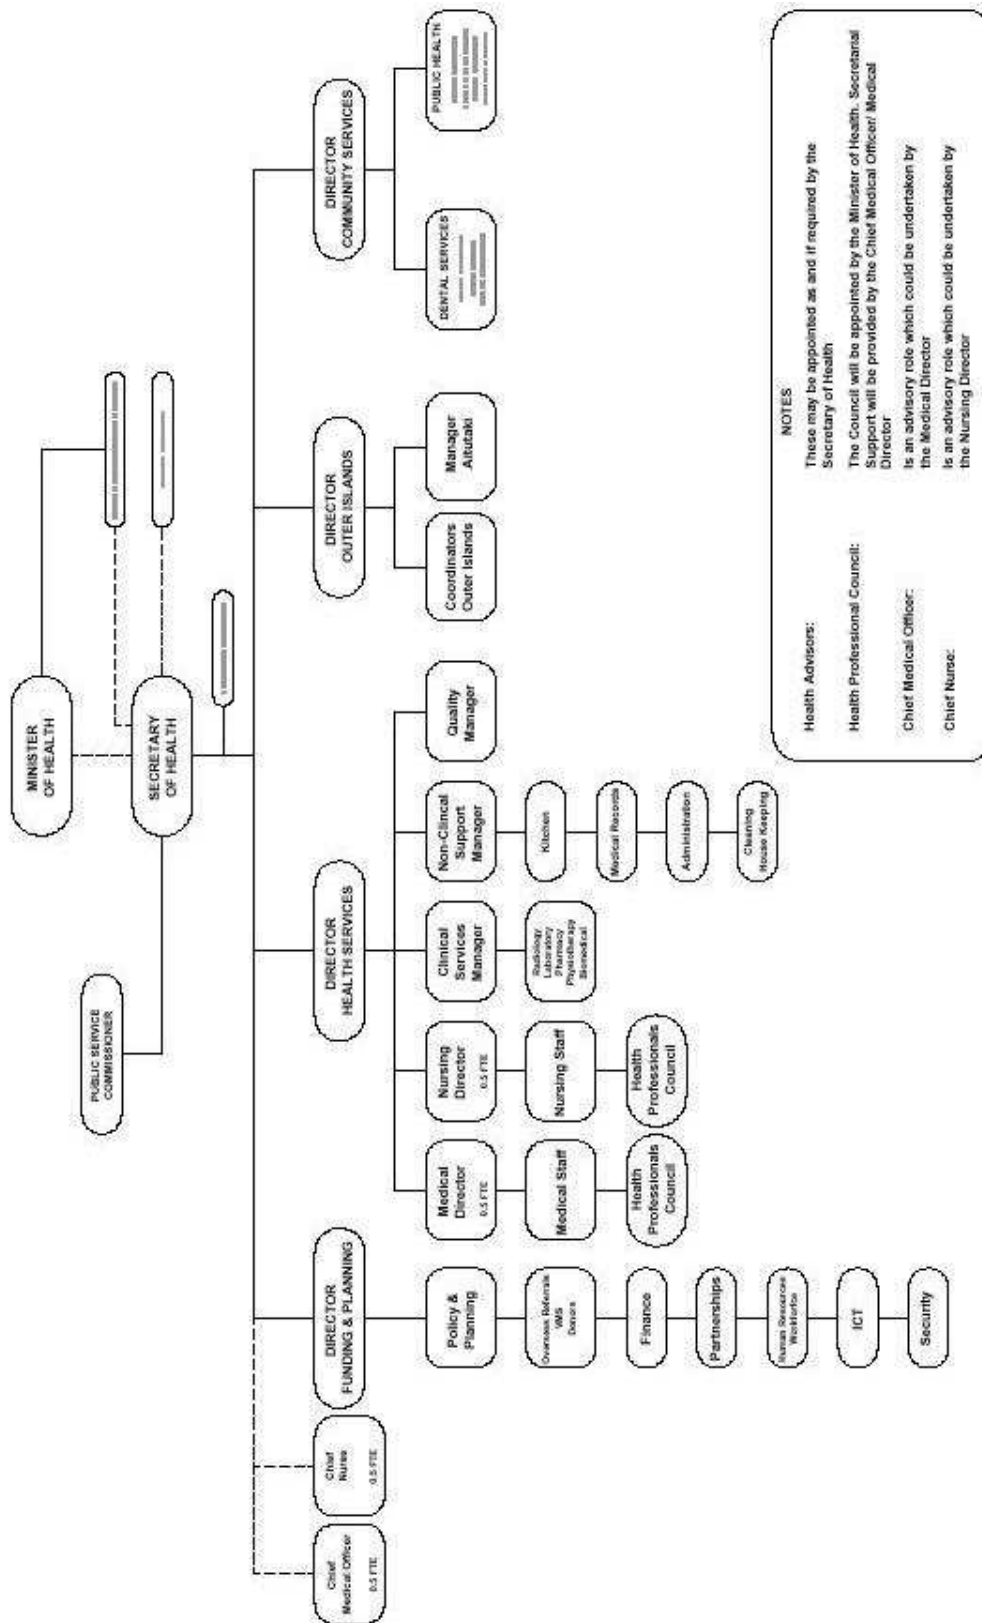 MINISTER
OF HEALTH
PUBLIC SERVICE
COMMISSIONER
SECRETARY
OF HEALTH
Chief
Medical Officer
0.5 FTE
Chief
Nurse
0.5 FTE
DIRECTOR
FUNDING & PLANNING
DIRECTOR
HEALTH SERVICES
DIRECTOR
OUTER ISLANDS
DIRECTOR
COMMUNITY SERVICES
Policy &
Planning
Medical
Director
0.5 FTE
Nursing
Director
0.5 FTE
Clinical
Services
Manager
Non-Clincal
Support
Manager
Quality
Manager
Coordinators
Outer Islands
Manager
Aitutaki
DENTAL SERVICES
PUBLIC HEALTH
Overseas Referrals
VMS
Donors
Medical Staff
Nursing Staff
Radiology
Laboratory
Pharmacy
Physiotherapy
Biomedical
Kitchen
Finance
Health
Professionals
Council
Health
Professionals
Council
Medical Records
Partnerships
Administration
Human Resources
Workforce
Cleaning
House Keeping
ICT
Security
NOTES
Health Advisors: These may be appointed as and if required by the
Secretary of Health
Health Professional Council: The Council will be appointed by the Minister of Health. Secretarial
Support will be provided by the Chief Medical Officer/ Medical
Director
Chief Medical Officer: Is an advisory role which could be undertaken by
the Medical Director
Chief Nurse: Is an advisory role which could be undertaken by
the Nursing Director